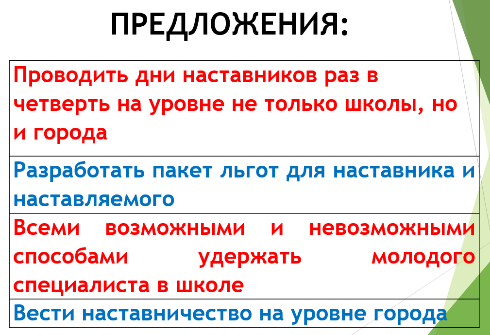 ПРЕДЛОЖЕНИЯ:
Проводить дни наставников раз в
четверть на уровне не только школы, но
и города
Разработать пакет льгот для наставника и
наставляемого
Всеми возможными и невозможными
способами удержать молодого
специалиста в школе
Вести наставничество на уровне города